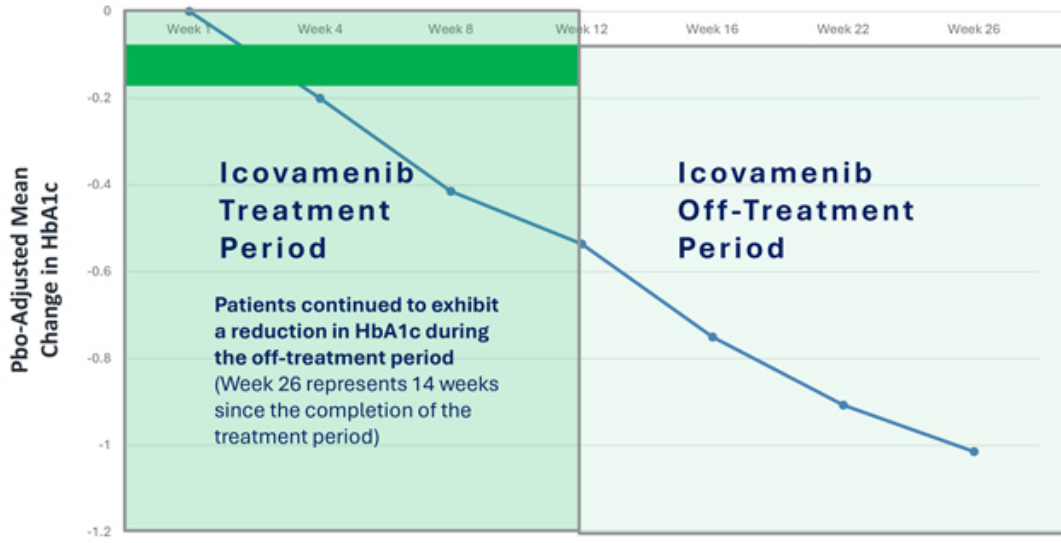 0
Week 1 Week 4 Week 8 Week 12 Week 16 Week 22 Week 26
-0.2
-0.4
-0.6
-0.8
-1
-1.2
Pbo-Adjusted Mean
Change in HbA1c
Icovamenib
Treatment
Period
Patients continued to exhibit
a reduction in HbA1c during
the off-treatment period
(Week 26 represents 14 weeks
since the completion of the
treatment period)
Icovamenib
Off-Treatment
Period